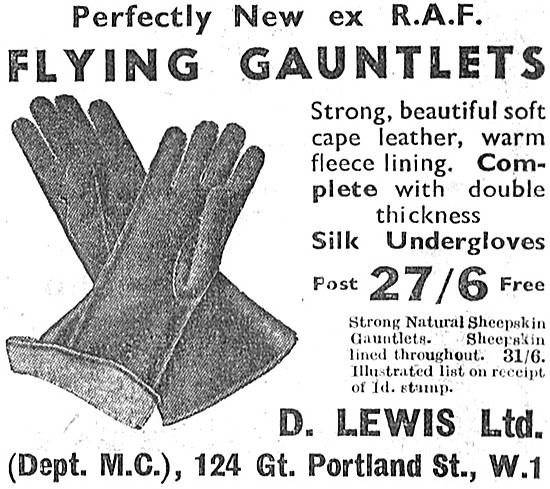 Perfectly New ex R.A.F.
FLYING GAUNTLETS
Strong, beautiful soft
cape leather, warm
fleece lining. Com-
plete with double
thickness
Silk Undergloves
Post 27/6 Free
Strong Natural Sheepskin
Gauntlets. Sheepskin
lined throughout. 31/6.
Illustrated list on receipt
of 1d. stamp.
D. LEWIS Ltd.
(Dept. M.C.), 124 Gt. Portland St., W.1